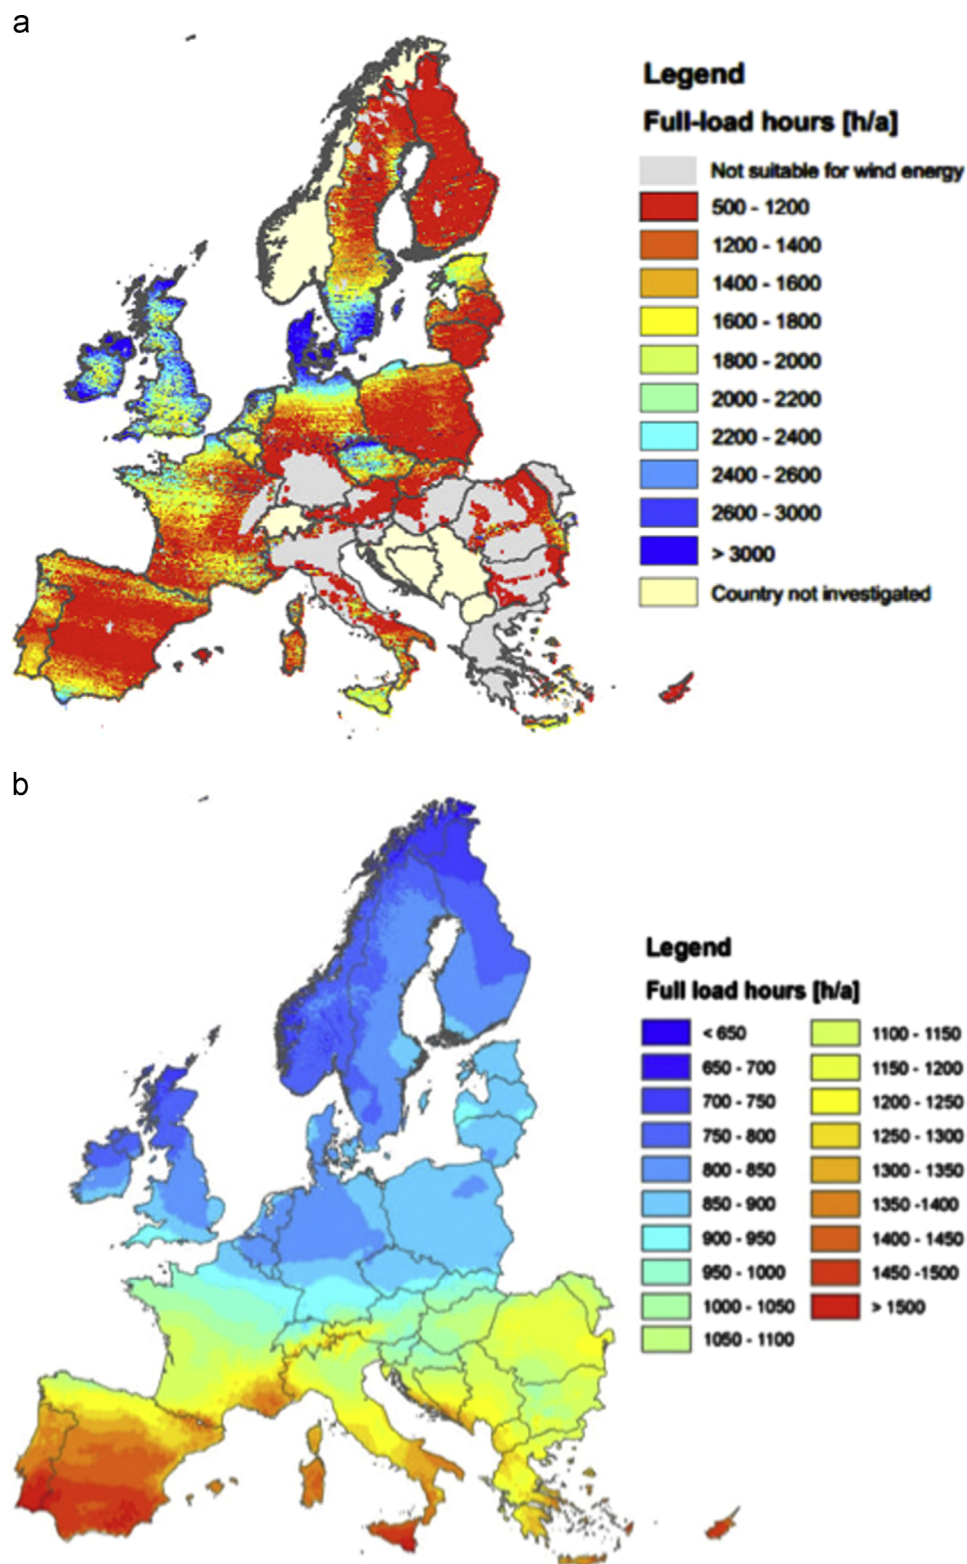 a
Legend
Full-load hours [h/a]
Not suitable for wind energy
500 - 1200
1200 - 1400
1400 - 1600
1600 - 1800
1800 - 2000
2000 - 2200
2200 - 2400
2400 - 2600
2600 - 3000
> 3000
Country not investigated
b
Legend
Full load hours [h/a]
< 650
650 - 700
700 - 750
750 - 800
800 - 850
850 - 900
900 - 950
950 - 1000
1000 - 1050
1050 - 1100
1100 - 1150
1150 - 1200
1200 - 1250
1250 - 1300
1300 - 1350
1350 -1400
1400 - 1450
1450 -1500
> 1500